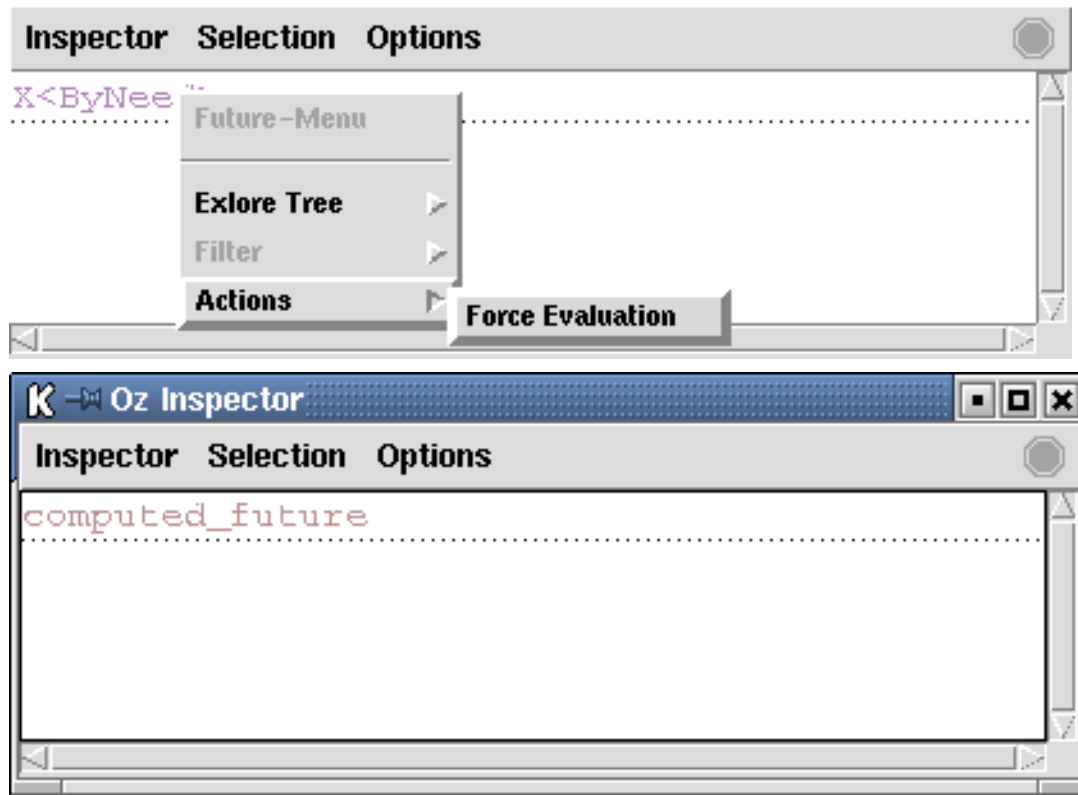 Inspector Selection Options
X<ByNee
Future-Menu
Exlore Tree
Filter
Actions
Force Evaluation
K Oz Inspector
Inspector Selection Options
computed_future